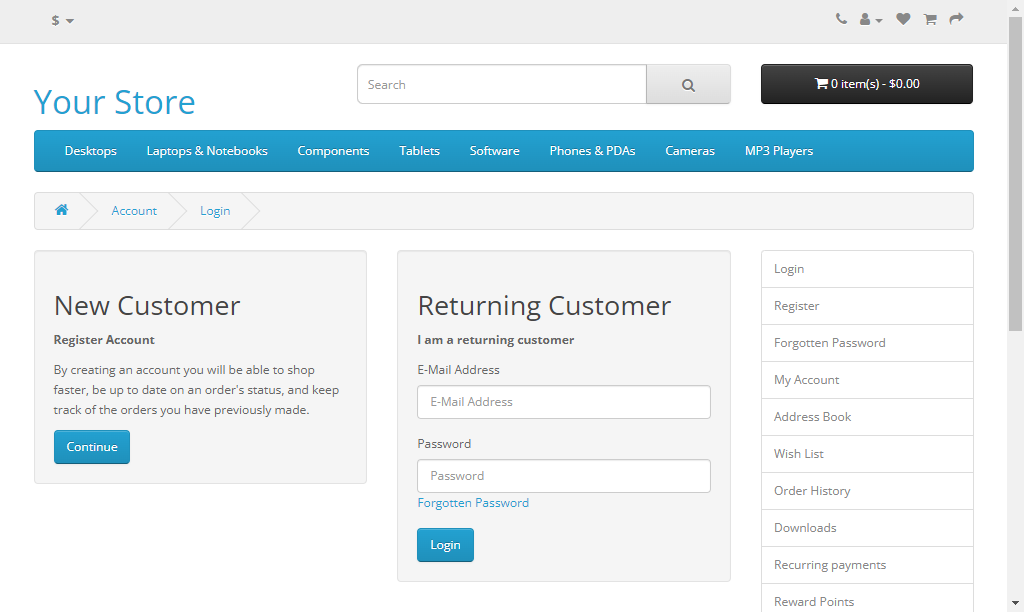 $
Search
0 item(s) - $0.00
Your Store
Desktops
Laptops & Notebooks
Components
Tablets
Software
Phones & PDAs
Cameras
MP3 Players
Account
Login
New Customer
Register Account
By creating an account you will be able to shop
faster, be up to date on an order's status, and keep
track of the orders you have previously made.
Continue
Returning Customer
I am a returning customer
E-Mail Address
E-Mail Address
Password
Password
Forgotten Password
Login
Login
Register
Forgotten Password
My Account
Address Book
Wish List
Order History
Downloads
Recurring payments
Reward Points